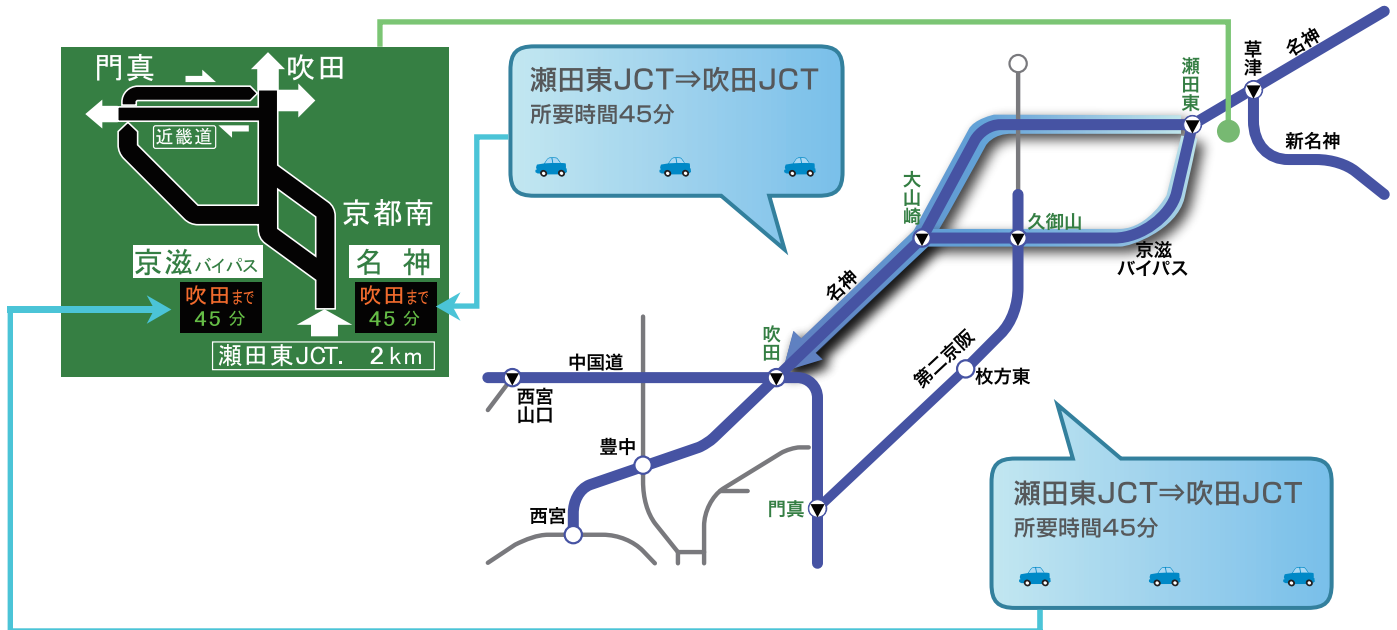 門真
吹田
近畿道
京都南
京滋バイパス
名 神
吹田まで
45 分
吹田まで
45 分
瀬田東JCT. 2km
瀬田東JCT⇒吹田JCT
所要時間45分
草津
名神
瀬田東
新名神
大山崎
久御山
京滋
バイパス
名神
吹田
中国道
西宮
山口
第二京阪
枚方東
豊中
西宮
門真
瀬田東JCT⇒吹田JCT
所要時間45分